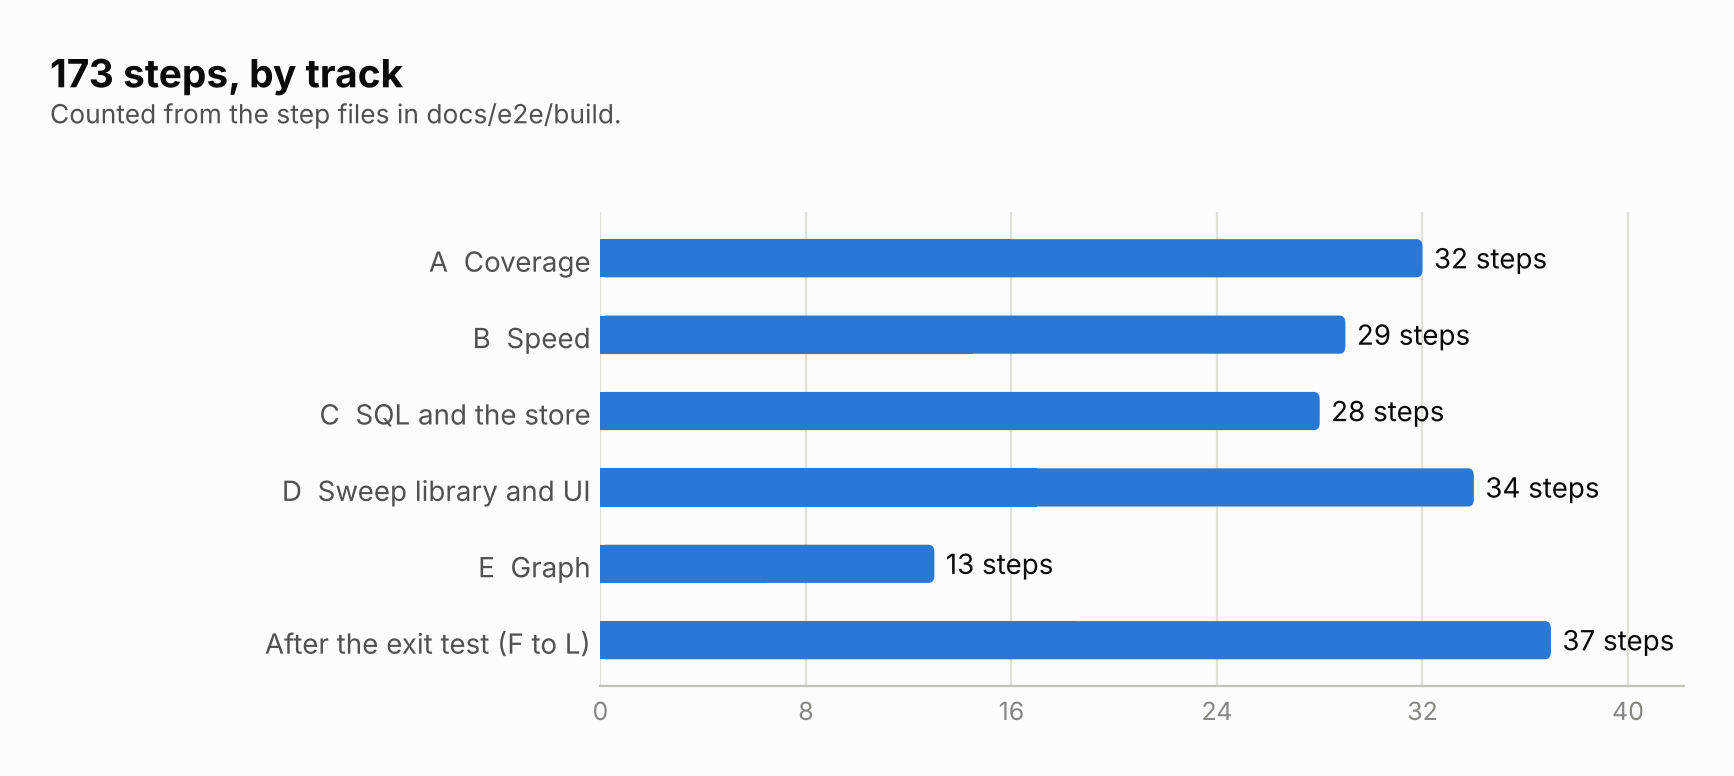 173 steps, by track
Counted from the step files in docs/e2e/build.
A Coverage 32 steps
B Speed 29 steps
C SQL and the store 28 steps
D Sweep library and UI 34 steps
E Graph 13 steps
After the exit test (F to L) 37 steps
0 8 16 24 32 40